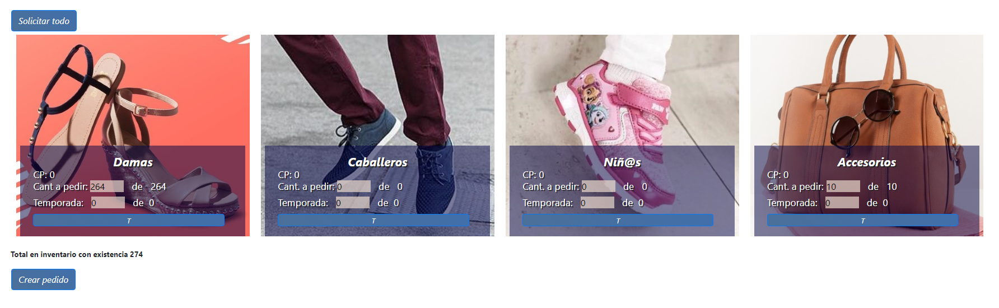 Solicitar todo
Damas
CP: 0
Cant a pedir: 264 de 264
Temporada: 0 de 0
T
Caballeros
CP: 0
Cant. a pedir: 0 de 0
Temporada: 0 de 0
T
Niñ@s
CP: 0
Cant. a pedir: 0 de 0
Temporada: 0 de 0
T
Accesorios
CP: 0
Cant. a pedir: 10 de 10
Temporada: 0 de 0
T
Total en inventario con existencia 274
Crear pedido